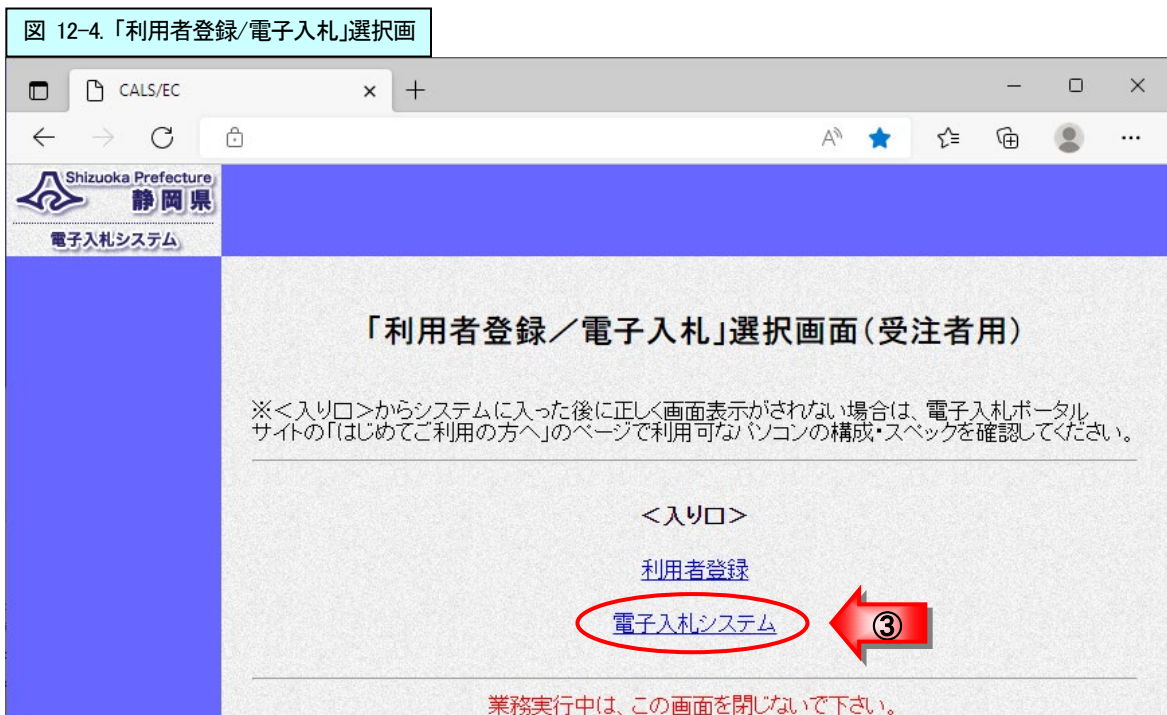 図 12-4.「利用者登録/電子入札」選択画
CALS/EC
Shizuoka Prefecture
静岡県
電子入札システム
「利用者登録／電子入札」選択画面(受注者用)
※＜入り口＞からシステムに入った後に正しく画面表示がされない場合は、電子入札ポータル
サイトの「はじめてご利用の方へ」のページで利用可なパソコンの構成・スペックを確認してください。
＜入り口＞
利用者登録
電子入札システム
③
業務実行中は、この画面を閉じないで下さい。